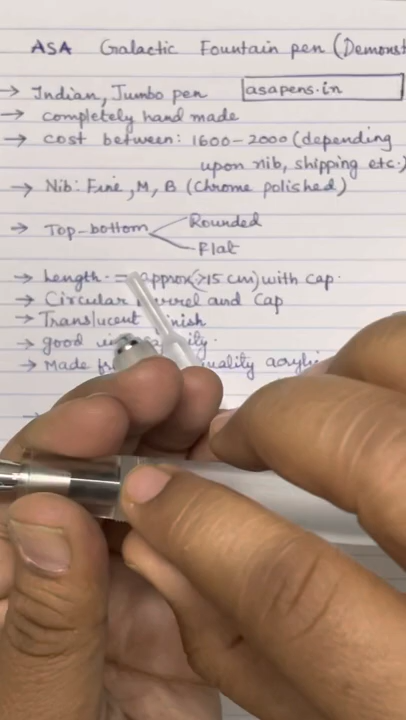 ASA Galactic Fountain pen (Demonst
→ Indian, Jumbo pen asapens.in
→ completely hand made
→ cost between: 1600-2000 (depending
upon nib, shipping etc.)
→ Nib: Fine, M, B (Chrome polished)
→ Top-bottom Rounded
Flat
→ Length = approx(>15 cm) with cap.
→ Circular and Cap
→ Translucent
→ good
→ Made quality